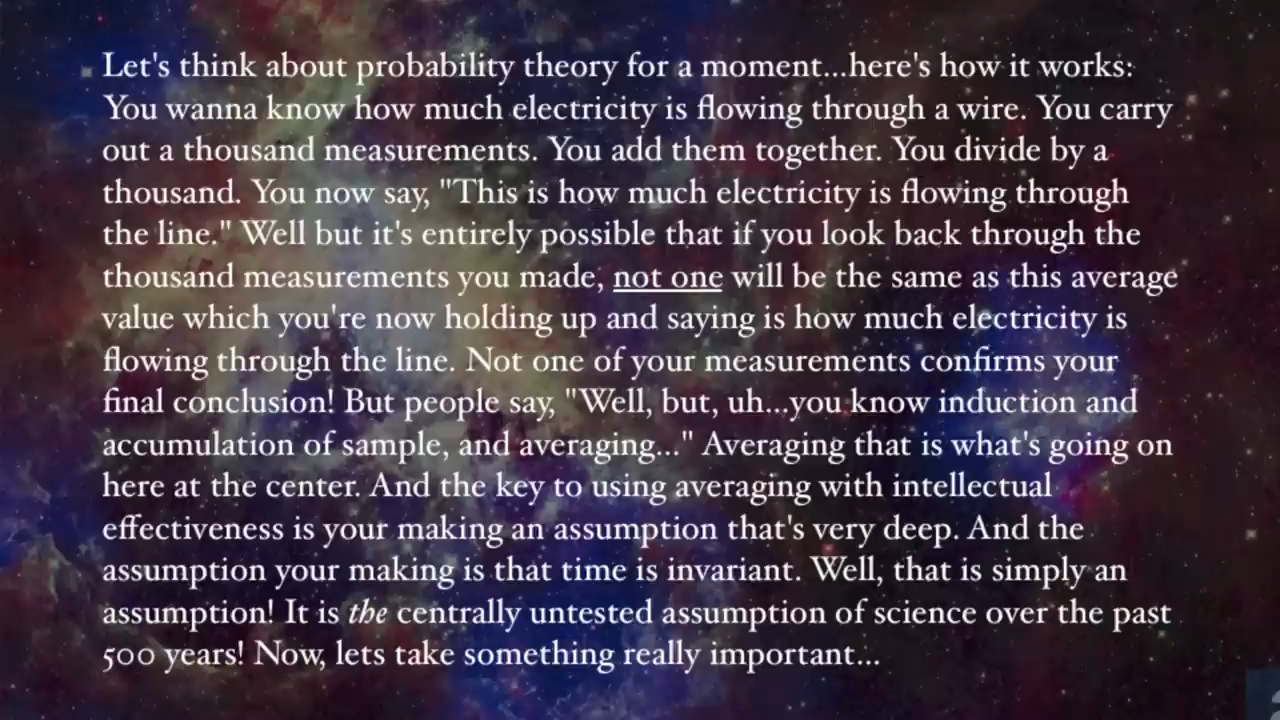 Let's think about probability theory for a moment...here's how it works:
You wanna know how much electricity is flowing through a wire. You carry
out a thousand measurements. You add them together. You divide by a
thousand. You now say, "This is how much electricity is flowing through
the line." Well but it's entirely possible that if you look back through the
thousand measurements you made, not one will be the same as this average
value which you're now holding up and saying is how much electricity is
flowing through the line. Not one of your measurements confirms your
final conclusion! But people say, "Well, but, uh...you know induction and
accumulation of sample, and averaging..." Averaging that is what's going on
here at the center. And the key to using averaging with intellectual
effectiveness is your making an assumption that's very deep. And the
assumption your making is that time is invariant. Well, that is simply an
assumption! It is the centrally untested assumption of science over the past
500 years! Now, lets take something really important...